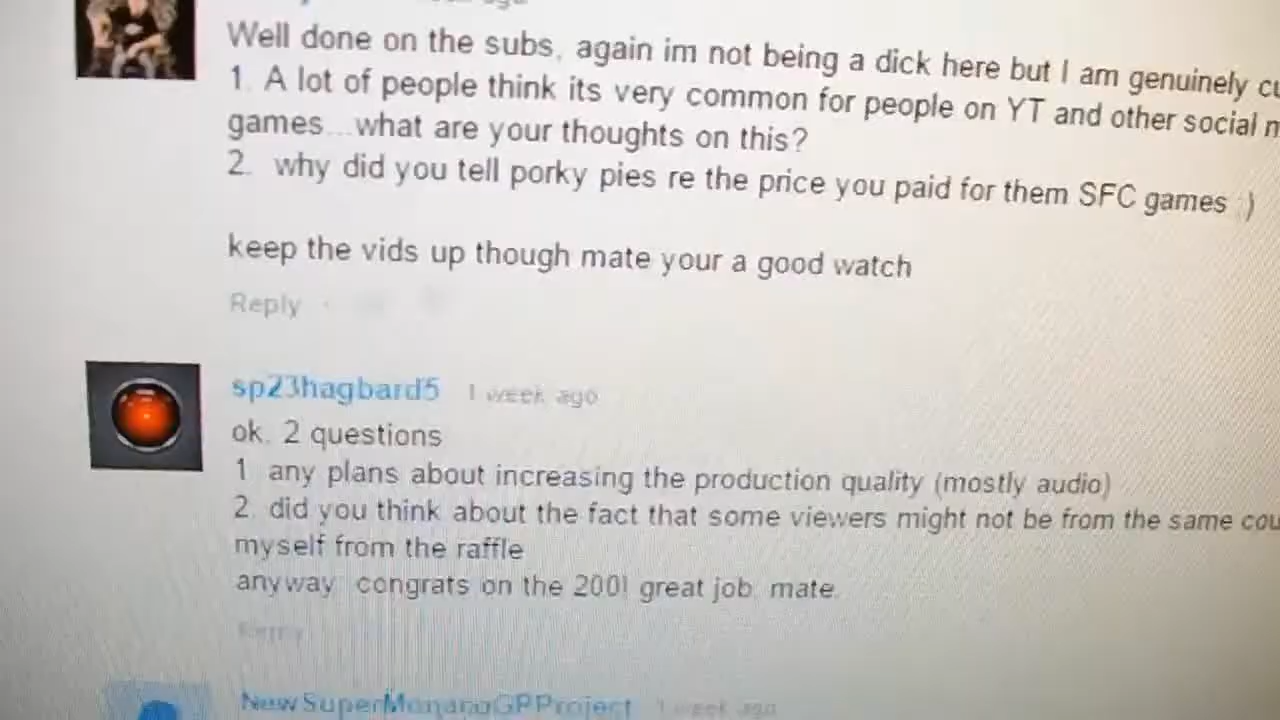 Well done on the subs, again im not being a dick here but I am genuinely
1. A lot of people think its very common for people on YT and other social
games...what are your thoughts on this?
2. why did you tell porky pies re the price you paid for them SFC games :)
keep the vids up though mate your a good watch
Reply
sp23hagbard5 1 week ago
ok. 2 questions
1. any plans about increasing the production quality (mostly audio)
2. did you think about the fact that some viewers might not be from the same
myself from the raffle
anyway congrats on the 200! great job mate.
Reply
NewSuperMonacoGPProject 1 week ago